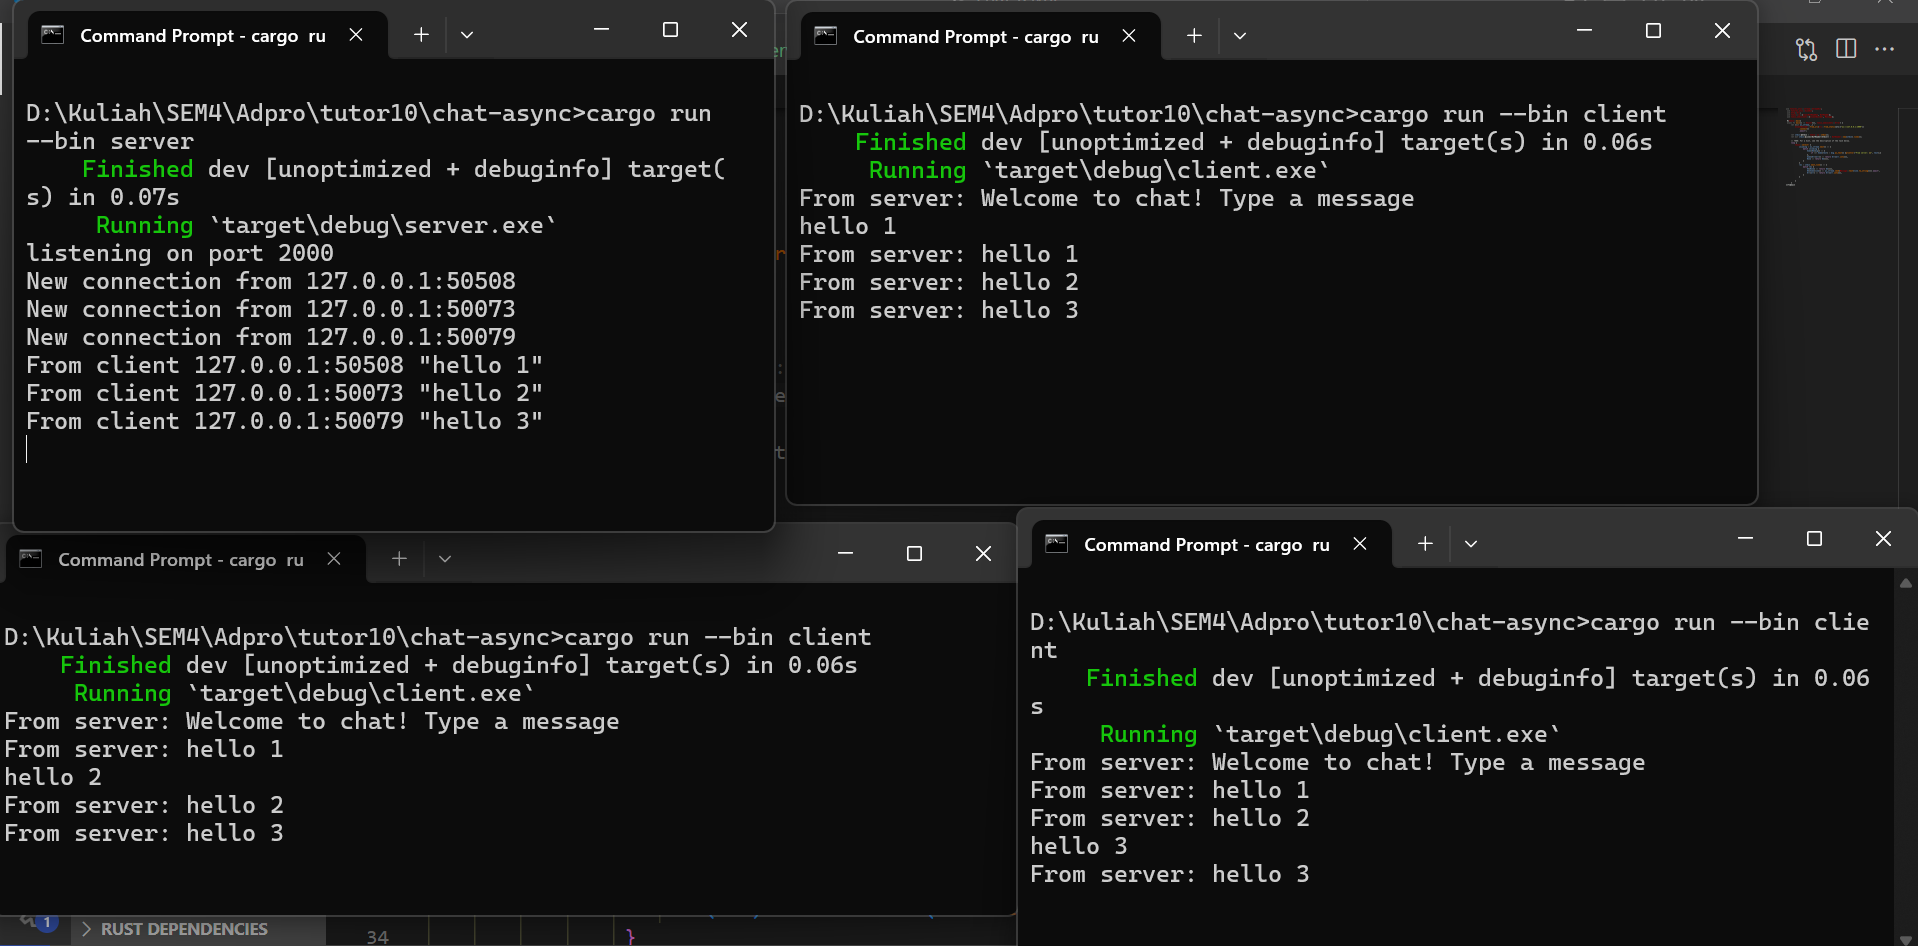 Command Prompt - cargo  ru
D:\Kuliah\SEM4\Adpro\tutor10\chat-async>cargo run
--bin server
    Finished dev [unoptimized + debuginfo] target(
s) in 0.07s
     Running `target\debug\server.exe`
listening on port 2000
New connection from 127.0.0.1:50508
New connection from 127.0.0.1:50073
New connection from 127.0.0.1:50079
From client 127.0.0.1:50508 "hello 1"
From client 127.0.0.1:50073 "hello 2"
From client 127.0.0.1:50079 "hello 3"
Command Prompt - cargo  ru
D:\Kuliah\SEM4\Adpro\tutor10\chat-async>cargo run --bin client
    Finished dev [unoptimized + debuginfo] target(s) in 0.06s
     Running `target\debug\client.exe`
From server: Welcome to chat! Type a message
hello 1
From server: hello 1
From server: hello 2
From server: hello 3
Command Prompt - cargo  ru
D:\Kuliah\SEM4\Adpro\tutor10\chat-async>cargo run --bin client
    Finished dev [unoptimized + debuginfo] target(s) in 0.06s
     Running `target\debug\client.exe`
From server: Welcome to chat! Type a message
From server: hello 1
hello 2
From server: hello 2
From server: hello 3
Command Prompt - cargo  ru
D:\Kuliah\SEM4\Adpro\tutor10\chat-async>cargo run --bin clie
nt
    Finished dev [unoptimized + debuginfo] target(s) in 0.06
s
     Running `target\debug\client.exe`
From server: Welcome to chat! Type a message
From server: hello 1
From server: hello 2
hello 3
From server: hello 3
1
RUST DEPENDENCIES
34
}